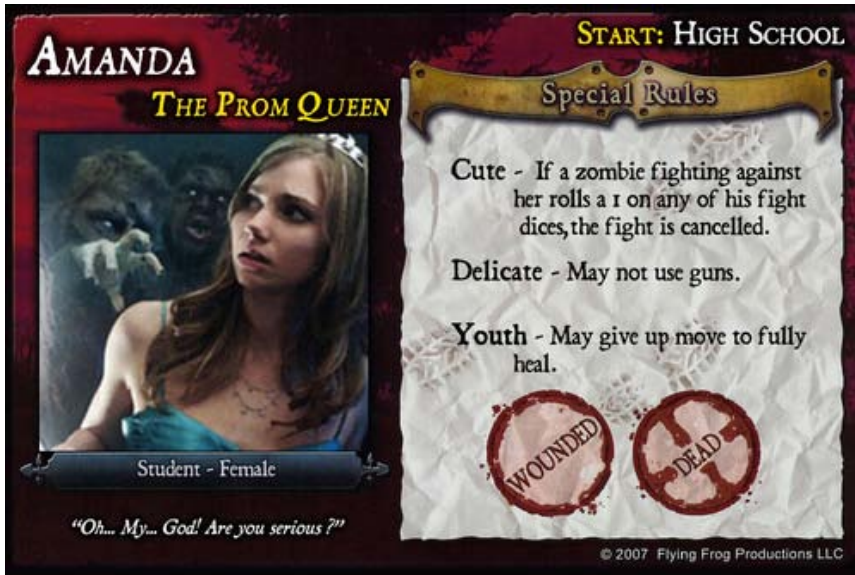 AMANDA
THE PROM QUEEN
START: HIGH SCHOOL
Special Rules
Cute - If a zombie fighting against
her rolls a 1 on any of his fight
dices, the fight is cancelled.
Delicate - May not use guns.
Youth - May give up move to fully
heal.
WOUNDED
DEAD
Student - Female
"Oh... My... God! Are you serious ?"
© 2007 Flying Frog Productions LLC